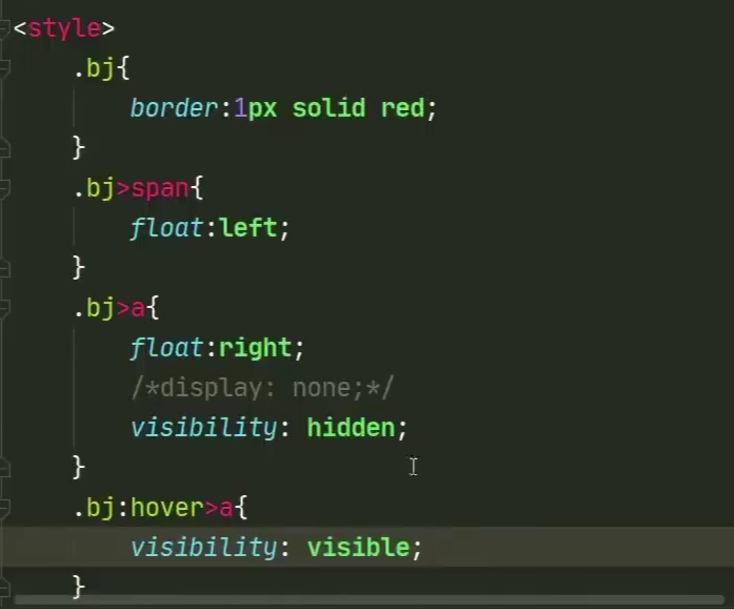 <style>
.bj{
border:1px solid red;
}
.bj>span{
float:left;
}
.bj>a{
float:right;
/*display: none;*/
visibility: hidden;
}
.bj:hover>a{
visibility: visible;
}